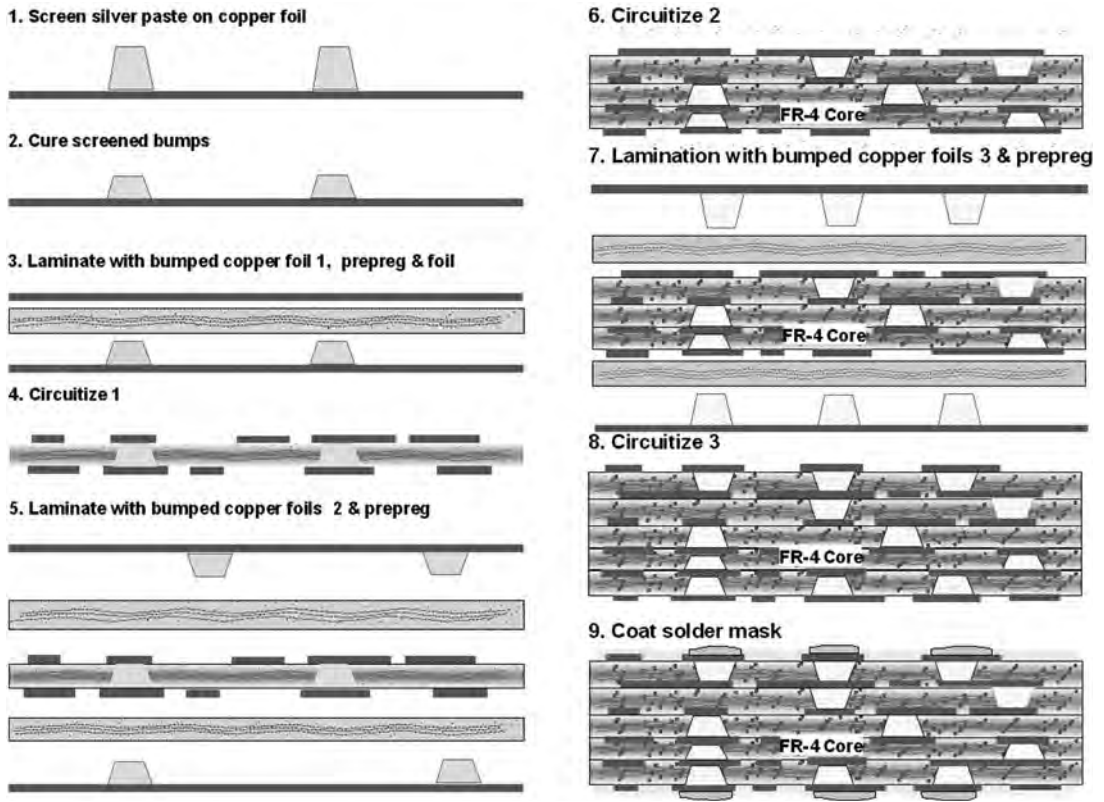 1. Screen silver paste on copper foil
2. Cure screened bumps
3. Laminate with bumped copper foil 1, prepreg & foil
4. Circuitize 1
5. Laminate with bumped copper foils 2 & prepreg
6. Circuitize 2
FR-4 Core
7. Lamination with bumped copper foils 3 & prepreg
FR-4 Core
8. Circuitize 3
FR-4 Core
9. Coat solder mask
FR-4 Core